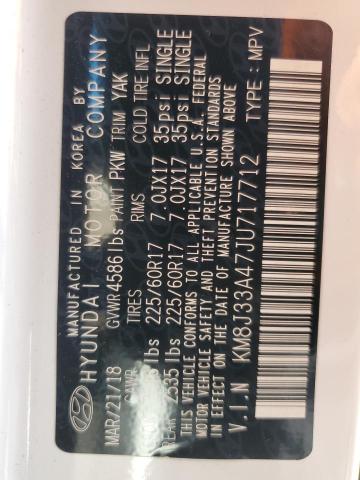 MANUFACTURED IN KOREA BY
HYUNDAI MOTOR COMPANY
MAR/21/18 GVWR 4586 lbs PAINT PKW TRIM YAK
GAWR TIRES RIMS COLD TIRE INFL
lbs 225/60R17 7.0JX17 35psi SINGLE
REAR 2535 lbs 225/60R17 7.0JX17 35psi SINGLE
THIS VEHICLE CONFORMS TO ALL APPLICABLE U.S.A. FEDERAL
MOTOR VEHICLE SAFETY AND THEFT PREVENTION STANDARDS
IN EFFECT ON THE DATE OF MANUFACTURE SHOWN ABOVE
V.I.N KM8J33A47JU717712 TYPE: MPV